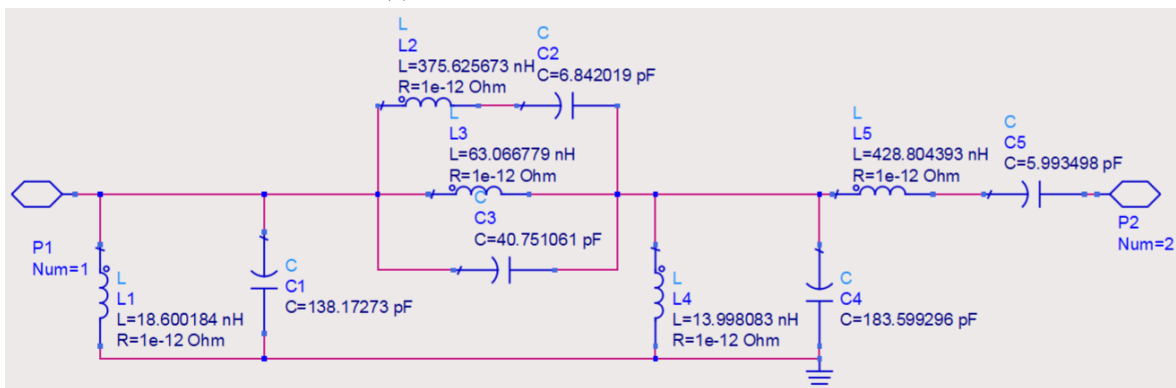 L
L2
L=375.625673 nH
R=1e-12 Ohm
C
C2
C=6.842019 pF
L
L3
L=63.066779 nH
R=1e-12 Ohm
C
C3
C=40.751061 pF
L
L5
L=428.804393 nH
R=1e-12 Ohm
C
C5
C=5.993498 pF
P1
Num=1
L
L1
L=18.600184 nH
R=1e-12 Ohm
C
C1
C=138.17273 pF
L
L4
L=13.998083 nH
R=1e-12 Ohm
C
C4
C=183.599296 pF
P2
Num=2